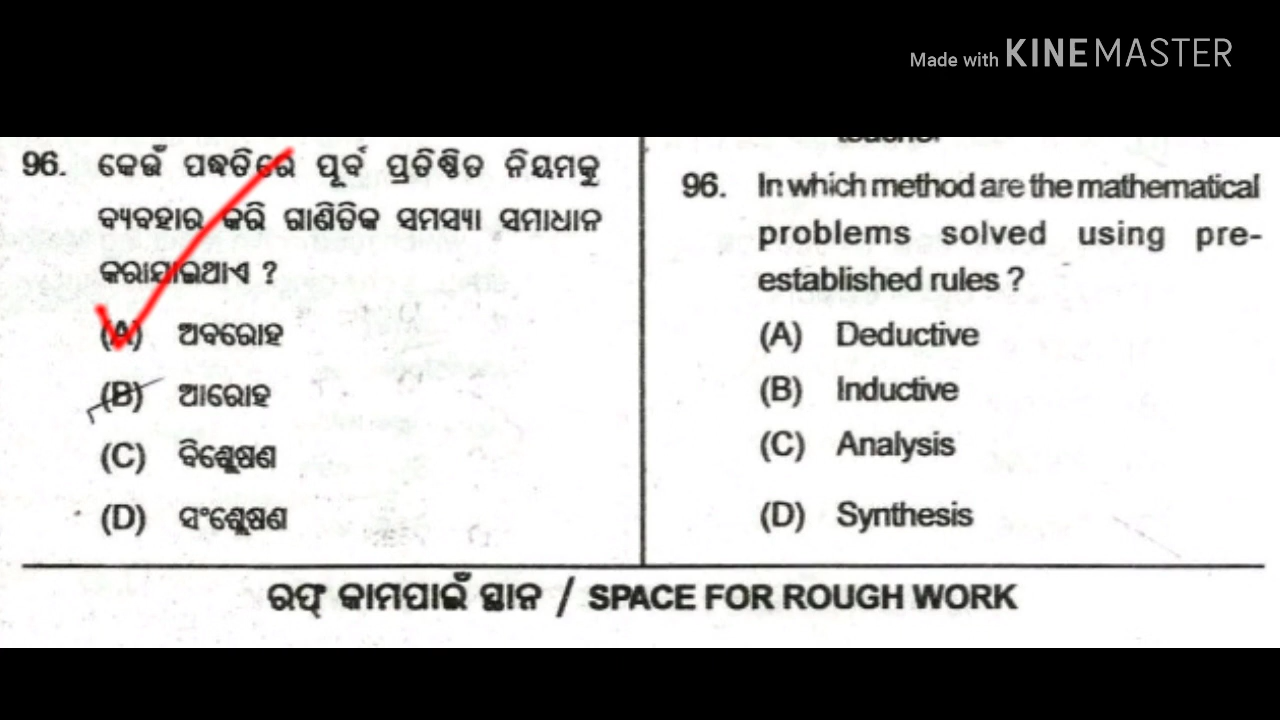 Made with KINEMASTER
96. କେଉଁ ପଦ୍ଧତିରେ ପୂର୍ବ ପ୍ରତିଷ୍ଠିତ ନିୟମକୁ
ବ୍ୟବହାର କରି ଗାଣିତିକ ସମସ୍ୟା ସମାଧାନ
କରାଯାଇଥାଏ ?
(A) ଅବରୋହ
(B) ଆରୋହ
(C) ବିଶ୍ଳେଷଣ
(D) ସଂଶ୍ଳେଷଣ
96. In which method are the mathematical
problems solved using pre-
established rules ?
(A) Deductive
(B) Inductive
(C) Analysis
(D) Synthesis
ରଫ୍ କାମପାଇଁ ସ୍ଥାନ / SPACE FOR ROUGH WORK